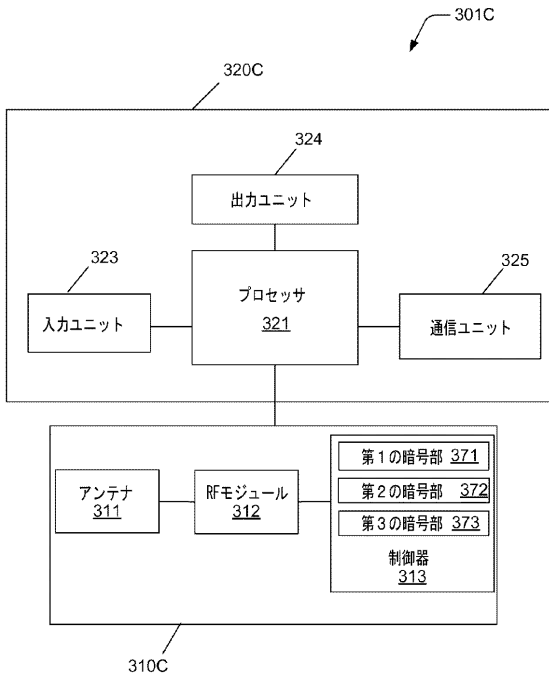 301C
320C
324
出力ユニット
323
入力ユニット
プロセッサ
321
325
通信ユニット
アンテナ
311
RFモジュール
312
第1の暗号部 371
第2の暗号部 372
第3の暗号部 373
制御器
313
310C